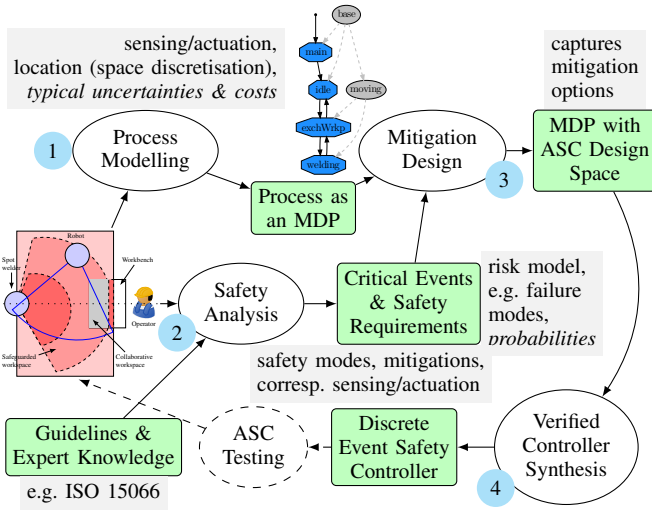 sensing/actuation,
location (space discretisation),
typical uncertainties & costs
base
main
idle
moving
exchWrkp
welding
captures
mitigation
options
1
Process
Modelling
Mitigation
Design
3
MDP with
ASC Design
Space
Process as
an MDP
Robot
Spot
welder
Workbench
Operator
Safeguarded
workspace
Collaborative
workspace
2
Safety
Analysis
Critical Events
& Safety
Requirements
risk model,
e.g. failure
modes,
probabilities
safety modes, mitigations,
corresp. sensing/actuation
Guidelines &
Expert Knowledge
e.g. ISO 15066
ASC
Testing
Discrete
Event Safety
Controller
Verified
Controller
Synthesis
4